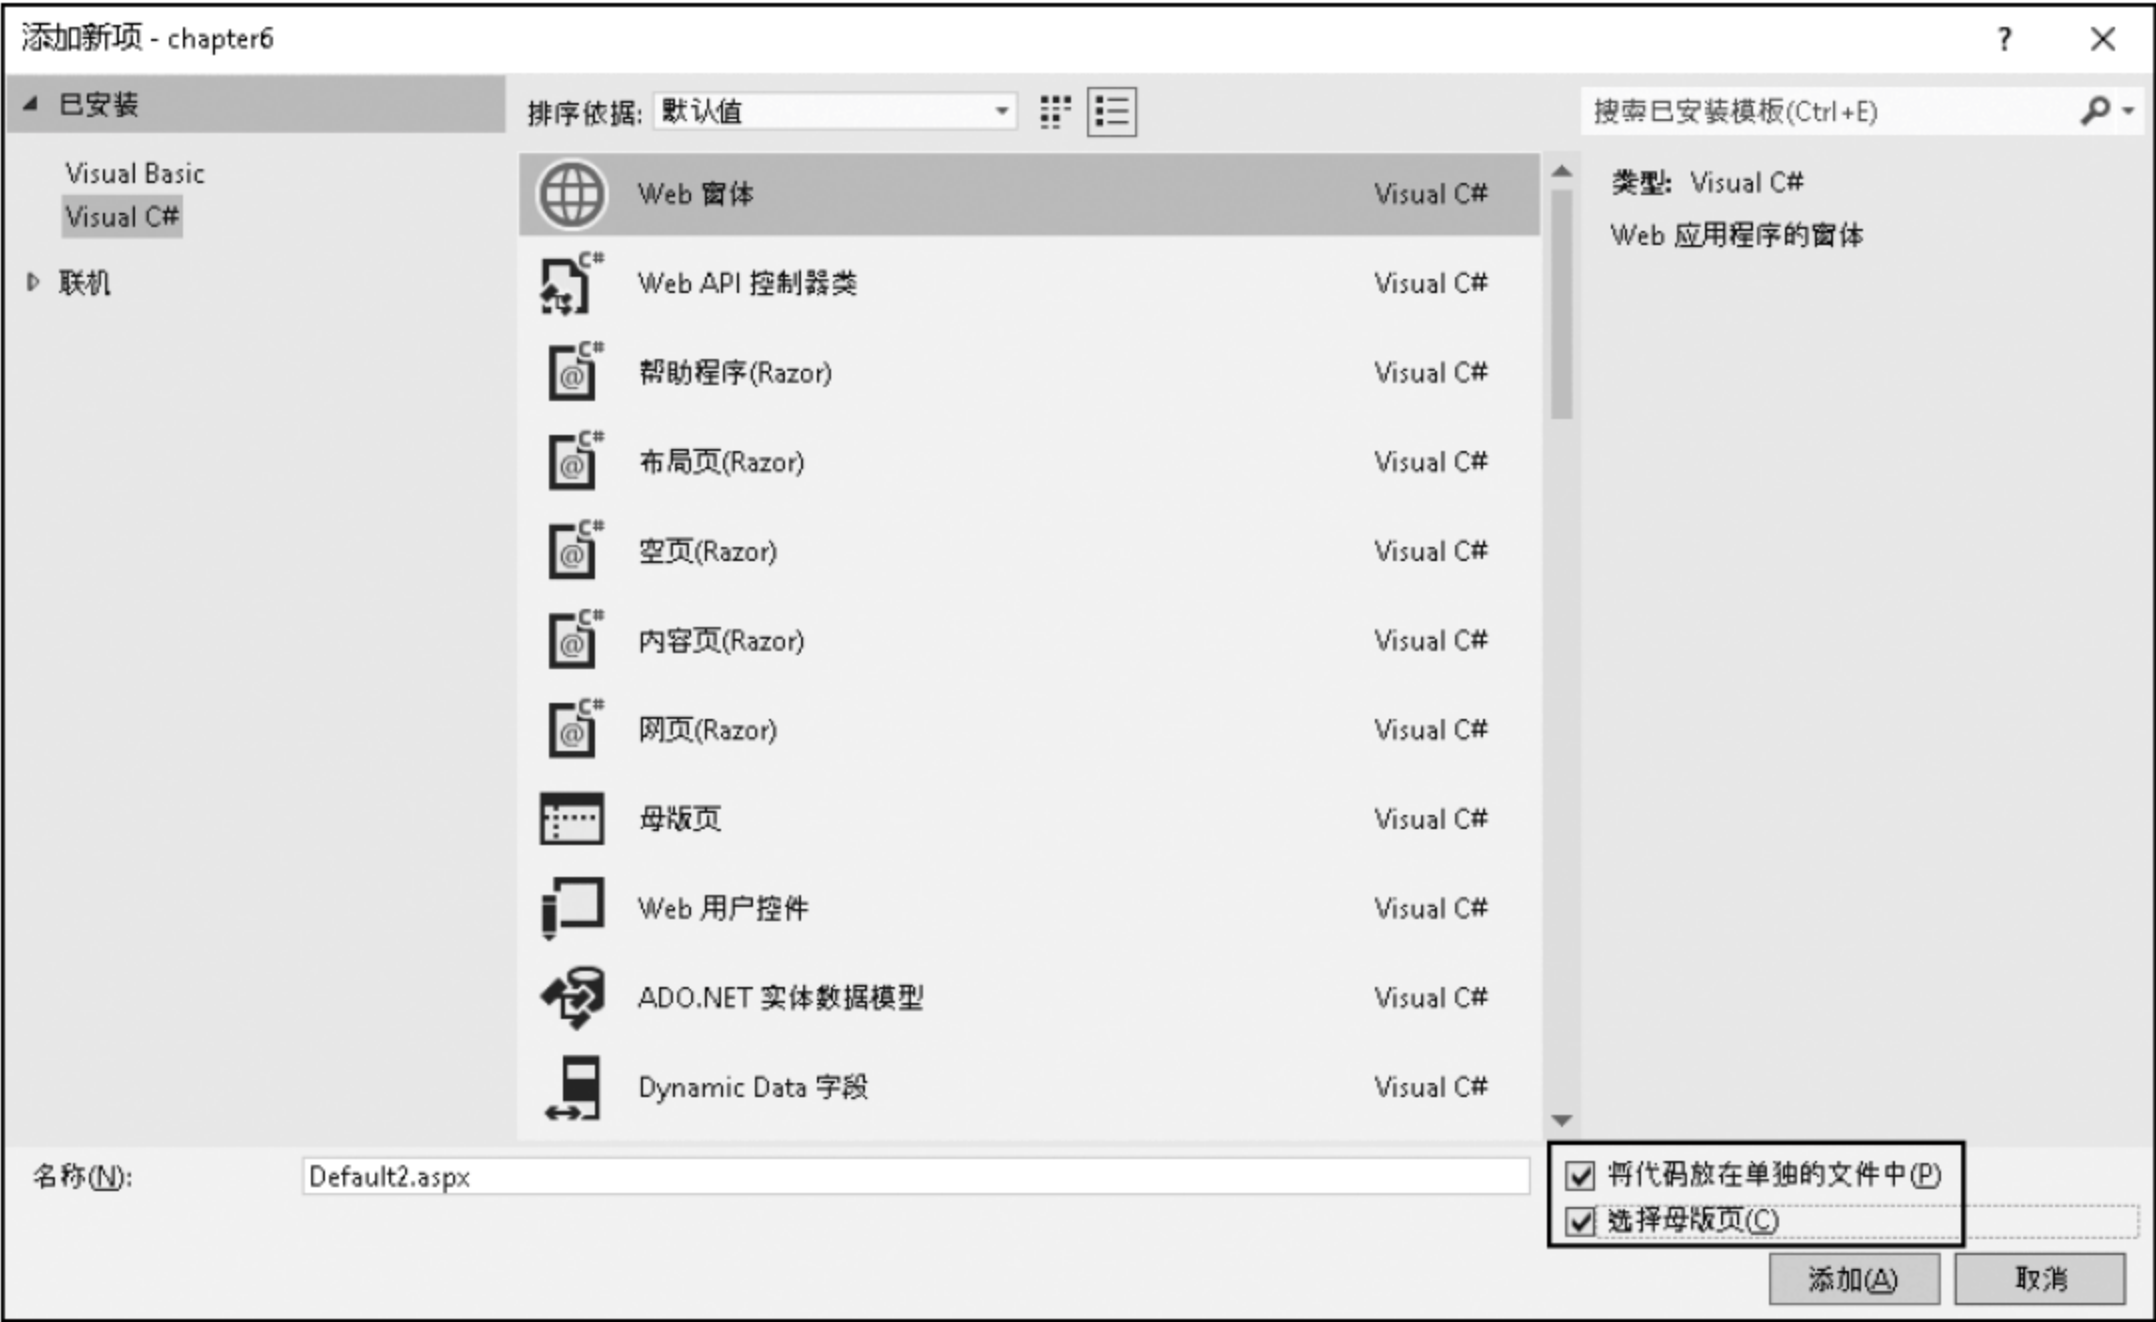 添加新项 - chapter6
?
已安装
Visual Basic
Visual C#
联机
排序依据: 默认值
搜索已安装模板(Ctrl+E)
Web 窗体 Visual C#
C# Web API 控制器类 Visual C#
C# @ 帮助程序(Razor) Visual C#
C# @ 布局页(Razor) Visual C#
C# @ 空页(Razor) Visual C#
C# @ 内容页(Razor) Visual C#
C# @ 网页(Razor) Visual C#
母版页 Visual C#
Web 用户控件 Visual C#
ADO.NET 实体数据模型 Visual C#
Dynamic Data 字段 Visual C#
类型: Visual C#
Web 应用程序的窗体
名称(N): Default2.aspx
将代码放在单独的文件中(P)
选择母版页(C)
添加(A) 取消